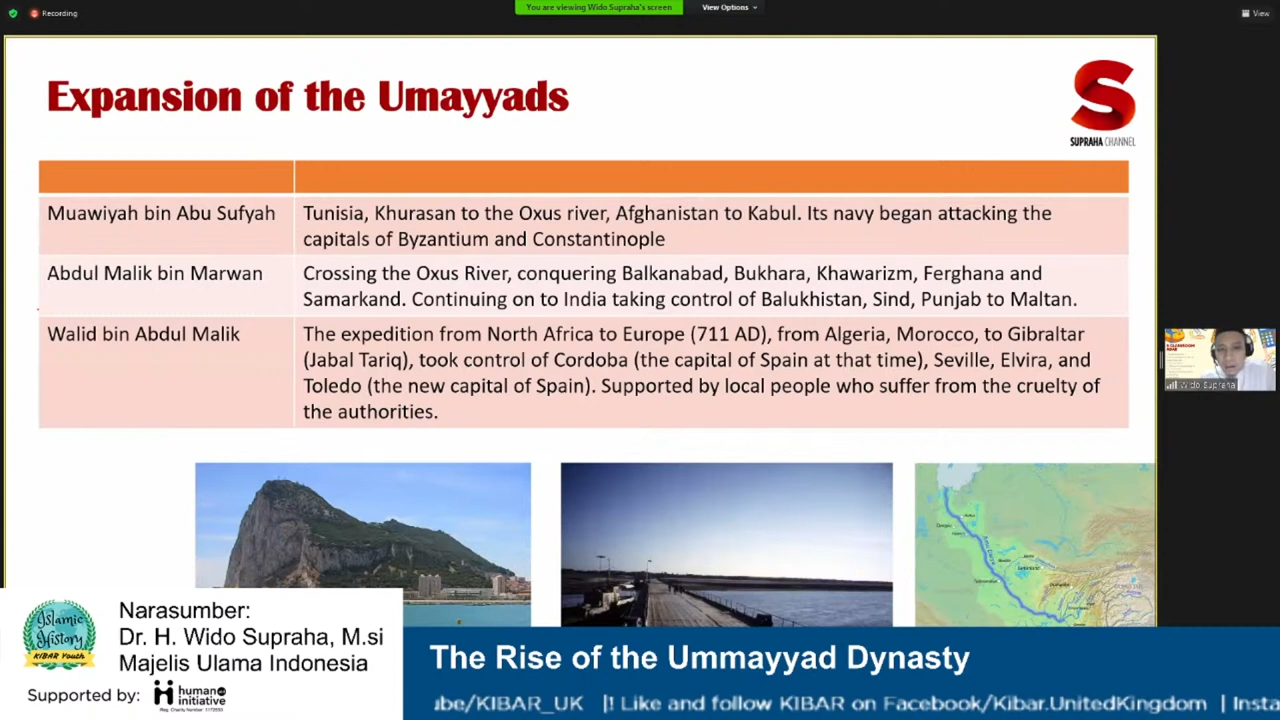 Recording
You are viewing Wido Supraha's screen
View Options
View
Expansion of the Umayyads
S
SUPRAHA CHANNEL
Muawiyah bin Abu Sufyah
Tunisia, Khurasan to the Oxus river, Afghanistan to Kabul. Its navy began attacking the
capitals of Byzantium and Constantinople
Abdul Malik bin Marwan
Crossing the Oxus River, conquering Balkanabad, Bukhara, Khawarizm, Ferghana and
Samarkand. Continuing on to India taking control of Balukhistan, Sind, Punjab to Maltan.
Walid bin Abdul Malik
The expedition from North Africa to Europe (711 AD), from Algeria, Morocco, to Gibraltar
(Jabal Tariq), took control of Cordoba (the capital of Spain at that time), Seville, Elvira, and
Toledo (the new capital of Spain). Supported by local people who suffer from the cruelty of
the authorities.
Wido Supraha
Islamic
History
KIBAR Youth
Narasumber:
Dr. H. Wido Supraha, M.si
Majelis Ulama Indonesia
Supported by:
human
initiative
The Rise of the Ummayyad Dynasty
ube/KIBAR_UK |! Like and follow KIBAR on Facebook/Kibar.UnitedKingdom | Insta